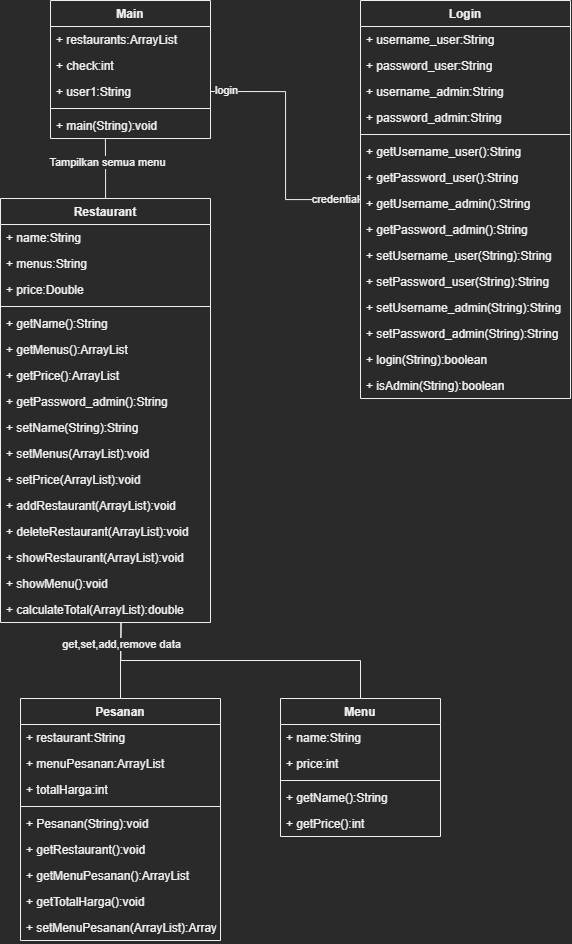 Main
+ restaurants:ArrayList
+ check:int
+ user1:String
+ main(String):void
login
Tampilkan semua menu
Login
+ username_user:String
+ password_user:String
+ username_admin:String
+ password_admin:String
+ getUsername_user():String
+ getPassword_user():String
+ getUsername_admin():String
+ getPassword_admin():String
+ setUsername_user(String):String
+ setPassword_user(String):String
+ setUsername_admin(String):String
+ setPassword_admin(String):String
+ login(String):boolean
+ isAdmin(String):boolean
credential
Restaurant
+ name:String
+ menus:String
+ price:Double
+ getName():String
+ getMenus():ArrayList
+ getPrice():ArrayList
+ getPassword_admin():String
+ setName(String):String
+ setMenus(ArrayList):void
+ setPrice(ArrayList):void
+ addRestaurant(ArrayList):void
+ deleteRestaurant(ArrayList):void
+ showRestaurant(ArrayList):void
+ showMenu():void
+ calculateTotal(ArrayList):double
get,set,add,remove data
Pesanan
+ restaurant:String
+ menuPesanan:ArrayList
+ totalHarga:int
+ Pesanan(String):void
+ getRestaurant():void
+ getMenuPesanan():ArrayList
+ getTotalHarga():void
+ setMenuPesanan(ArrayList):Array
Menu
+ name:String
+ price:int
+ getName():String
+ getPrice():int